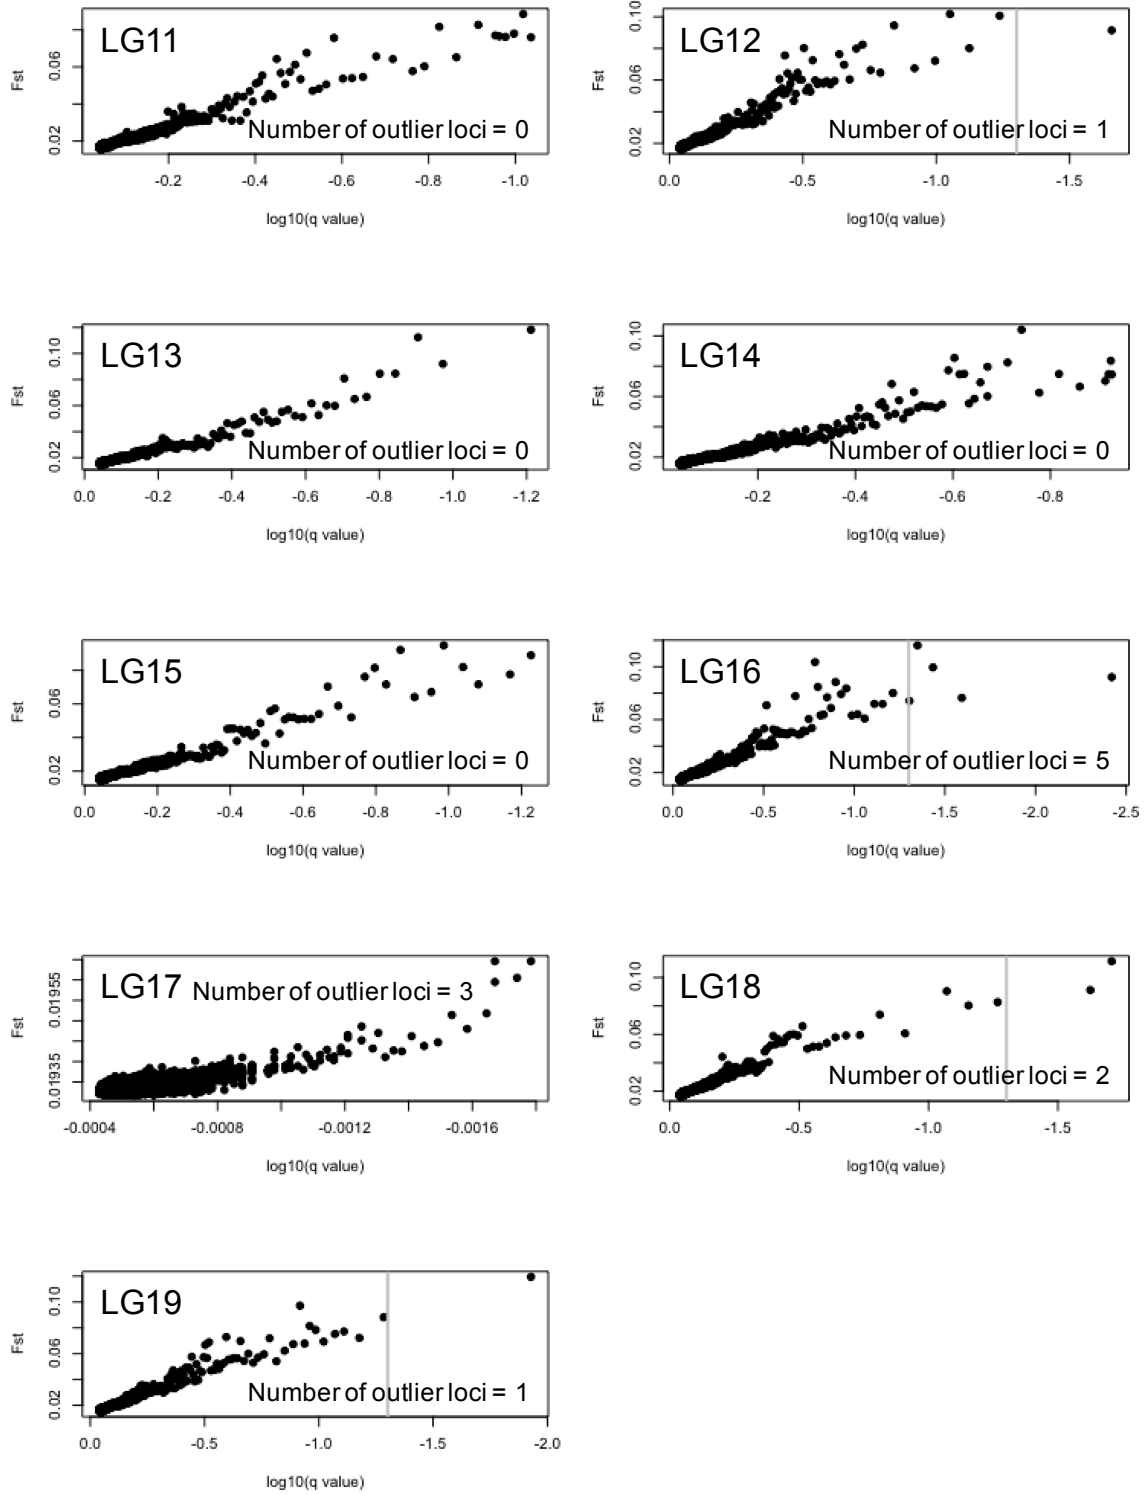 LG11
Number of outlier loci = 0
Fst
0.02 0.06
-0.2 -0.4 -0.6 -0.8 -1.0
log10(q value)
LG12
Number of outlier loci = 1
Fst
0.02 0.06 0.10
0.0 -0.5 -1.0 -1.5
log10(q value)
LG13
Number of outlier loci = 0
Fst
0.02 0.06 0.10
0.0 -0.2 -0.4 -0.6 -0.8 -1.0 -1.2
log10(q value)
LG14
Number of outlier loci = 0
Fst
0.02 0.06 0.10
-0.2 -0.4 -0.6 -0.8
log10(q value)
LG15
Number of outlier loci = 0
Fst
0.02 0.06
0.0 -0.2 -0.4 -0.6 -0.8 -1.0 -1.2
log10(q value)
LG16
Number of outlier loci = 5
Fst
0.02 0.06 0.10
0.0 -0.5 -1.0 -1.5 -2.0 -2.5
log10(q value)
LG17 Number of outlier loci = 3
Fst
0.01935 0.01955
-0.0004 -0.0008 -0.0012 -0.0016
log10(q value)
LG18
Number of outlier loci = 2
Fst
0.02 0.06 0.10
0.0 -0.5 -1.0 -1.5
log10(q value)
LG19
Number of outlier loci = 1
Fst
0.02 0.06 0.10
0.0 -0.5 -1.0 -1.5 -2.0
log10(q value)